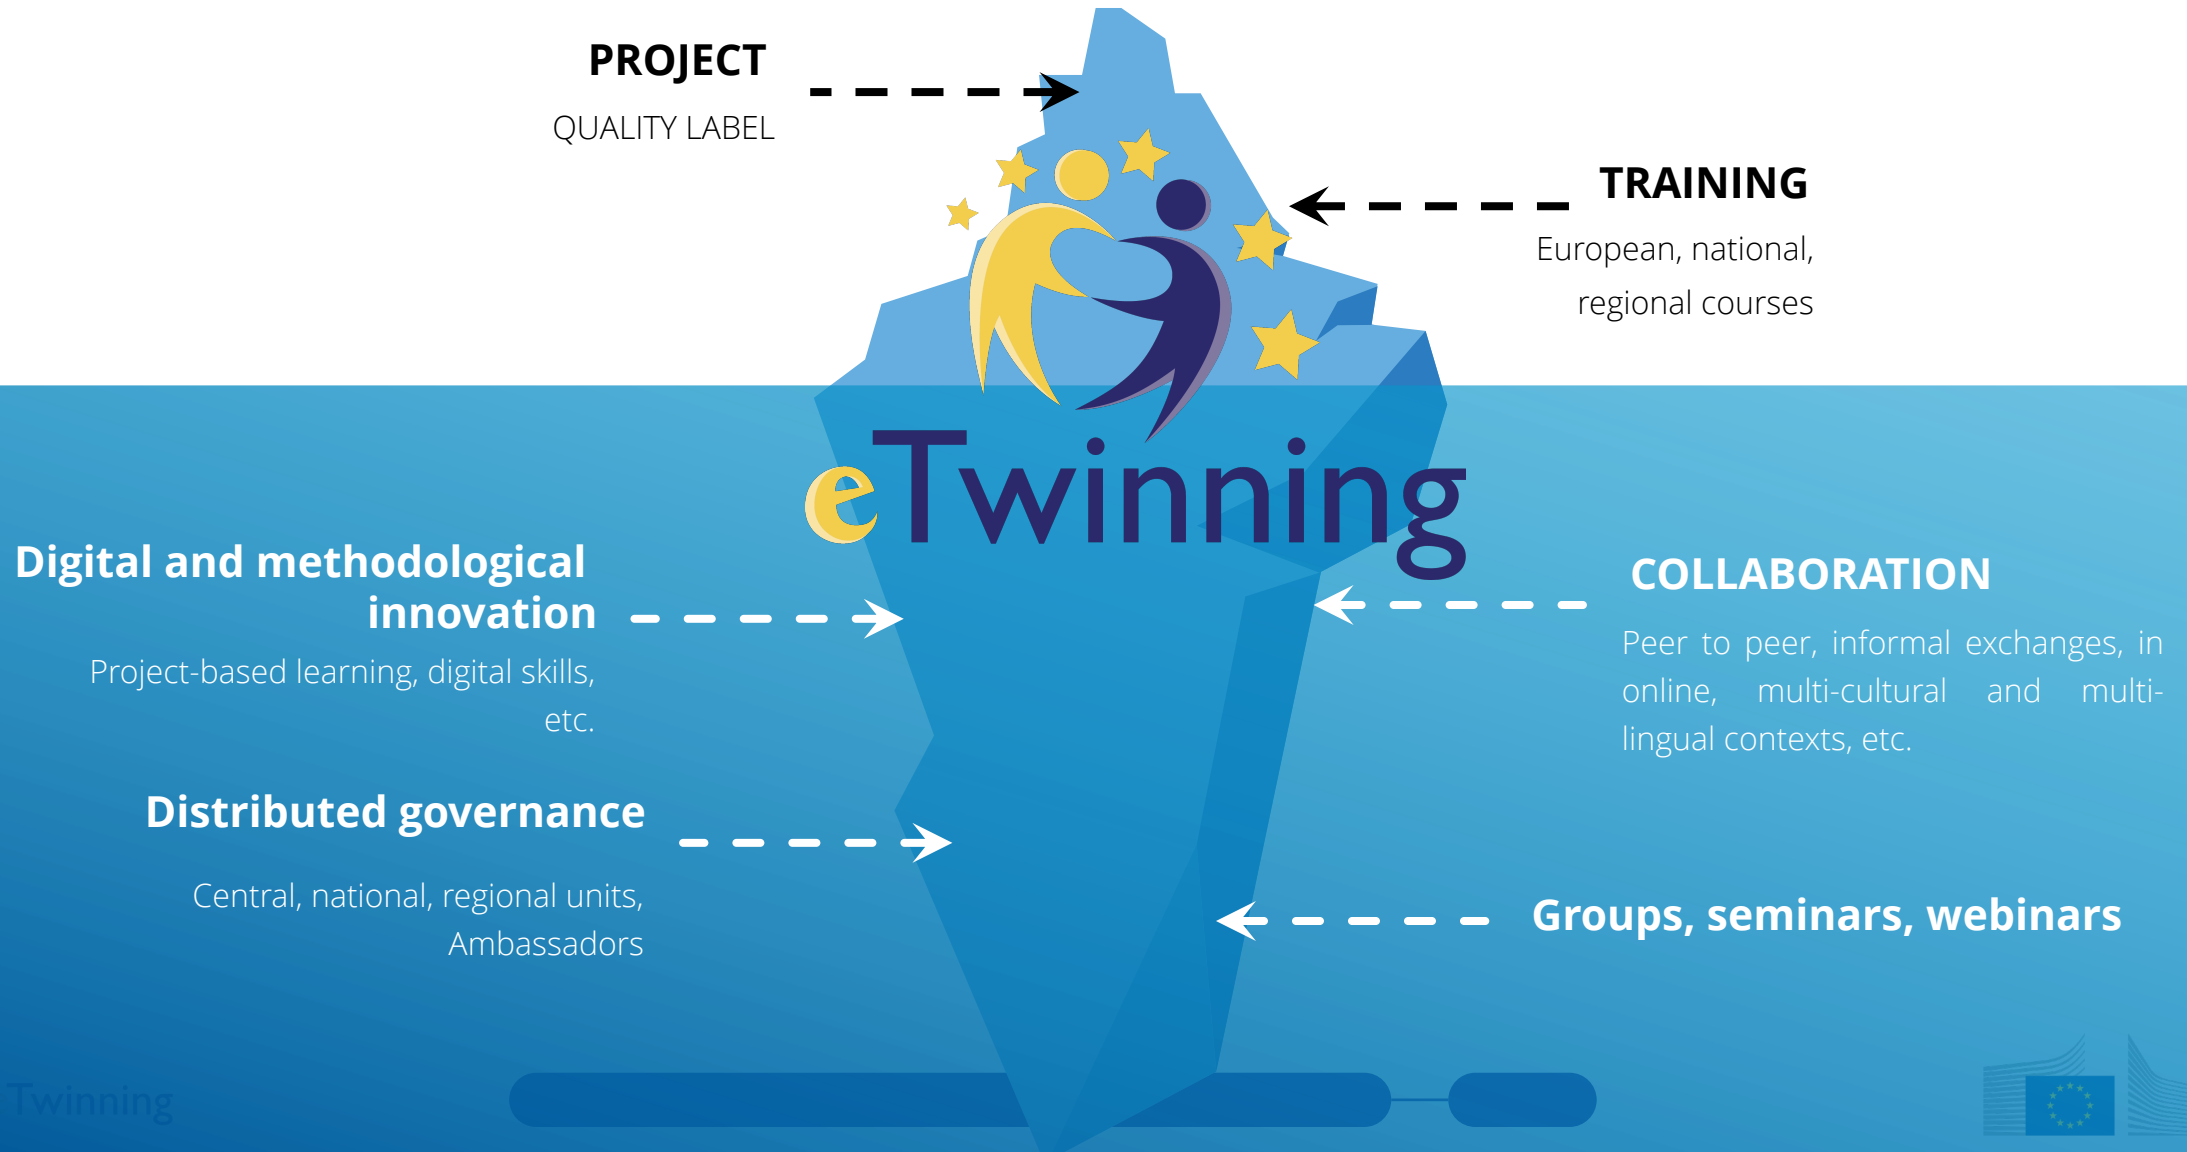 PROJECT
QUALITY LABEL
TRAINING
European, national,
regional courses
eTwinning
Digital and methodological
innovation
Project-based learning, digital skills,
etc.
COLLABORATION
Peer to peer, informal exchanges, in
online, multi-cultural and multi-
lingual contexts, etc.
Distributed governance
Central, national, regional units,
Ambassadors
Groups, seminars, webinars
Twinning